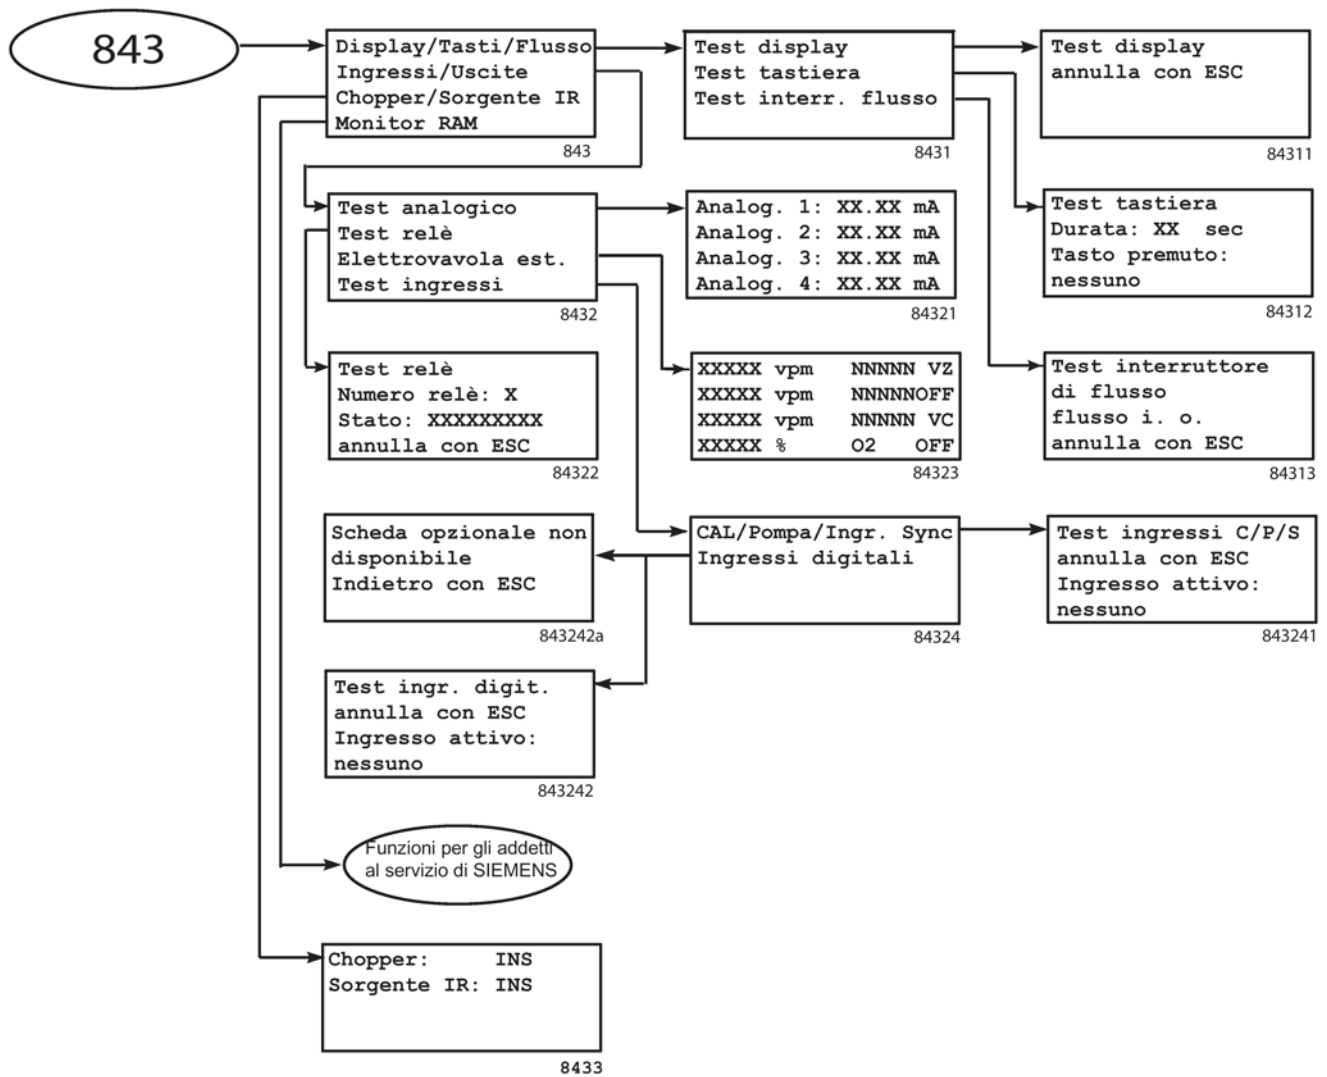 843
Display/Tasti/Flusso
Ingressi/Uscite
Chopper/Sorgente IR
Monitor RAM
843
Test display
Test tastiera
Test interr. flusso
8431
Test display
annulla con ESC
84311
Test analogico
Test relè
Elettrovavola est.
Test ingressi
8432
Analog. 1: XX.XX mA
Analog. 2: XX.XX mA
Analog. 3: XX.XX mA
Analog. 4: XX.XX mA
84321
Test tastiera
Durata: XX sec
Tasto premuto:
nessuno
84312
Test relè
Numero relè: X
Stato: XXXXXXXXX
annulla con ESC
84322
XXXXX vpm NNNNN VZ
XXXXX vpm NNNNNOFF
XXXXX vpm NNNNN VC
XXXXX % O2 OFF
84323
Test interruttore
di flusso
flusso i. o.
annulla con ESC
84313
Scheda opzionale non
disponibile
Indietro con ESC
843242a
CAL/Pompa/Ingr. Sync
Ingressi digitali
84324
Test ingressi C/P/S
annulla con ESC
Ingresso attivo:
nessuno
843241
Test ingr. digit.
annulla con ESC
Ingresso attivo:
nessuno
843242
Funzioni per gli addetti
al servizio di SIEMENS
Chopper: INS
Sorgente IR: INS
8433